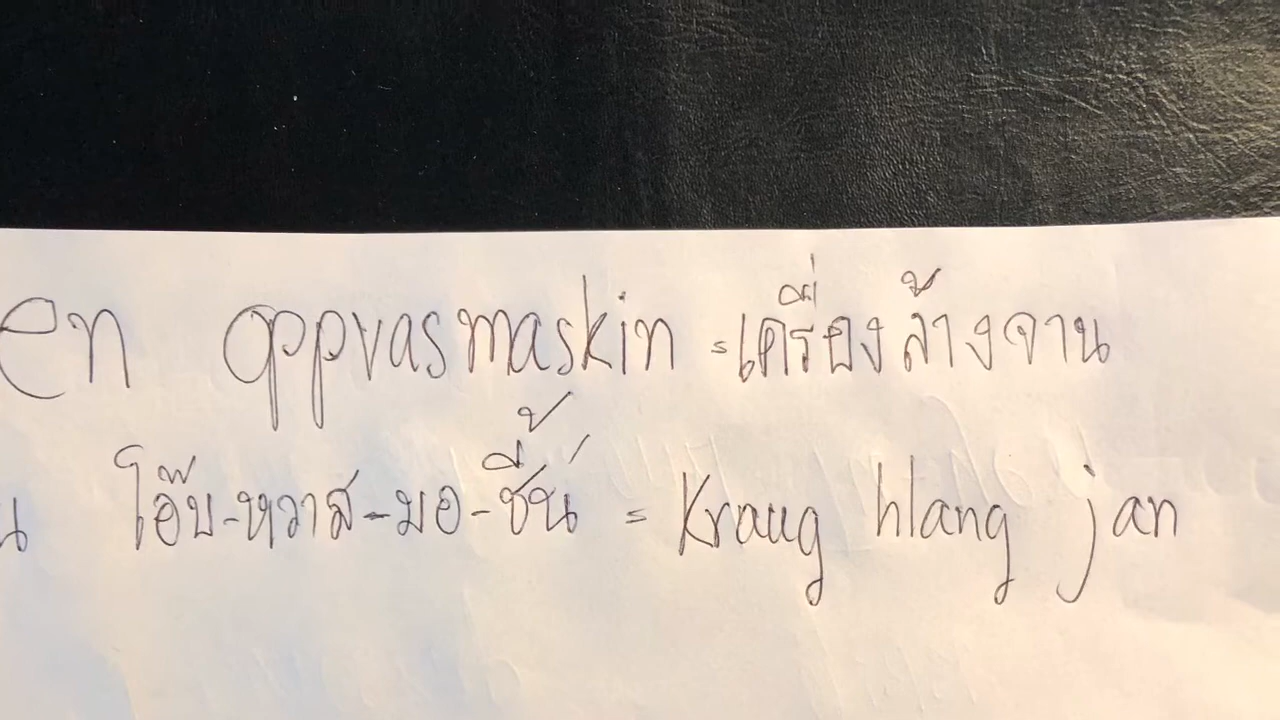 en oppvasmaskin = เครื่องล้างจาน
น โอ๊บ-หวาส-มอ-ชี้น = Kraug hlang jan